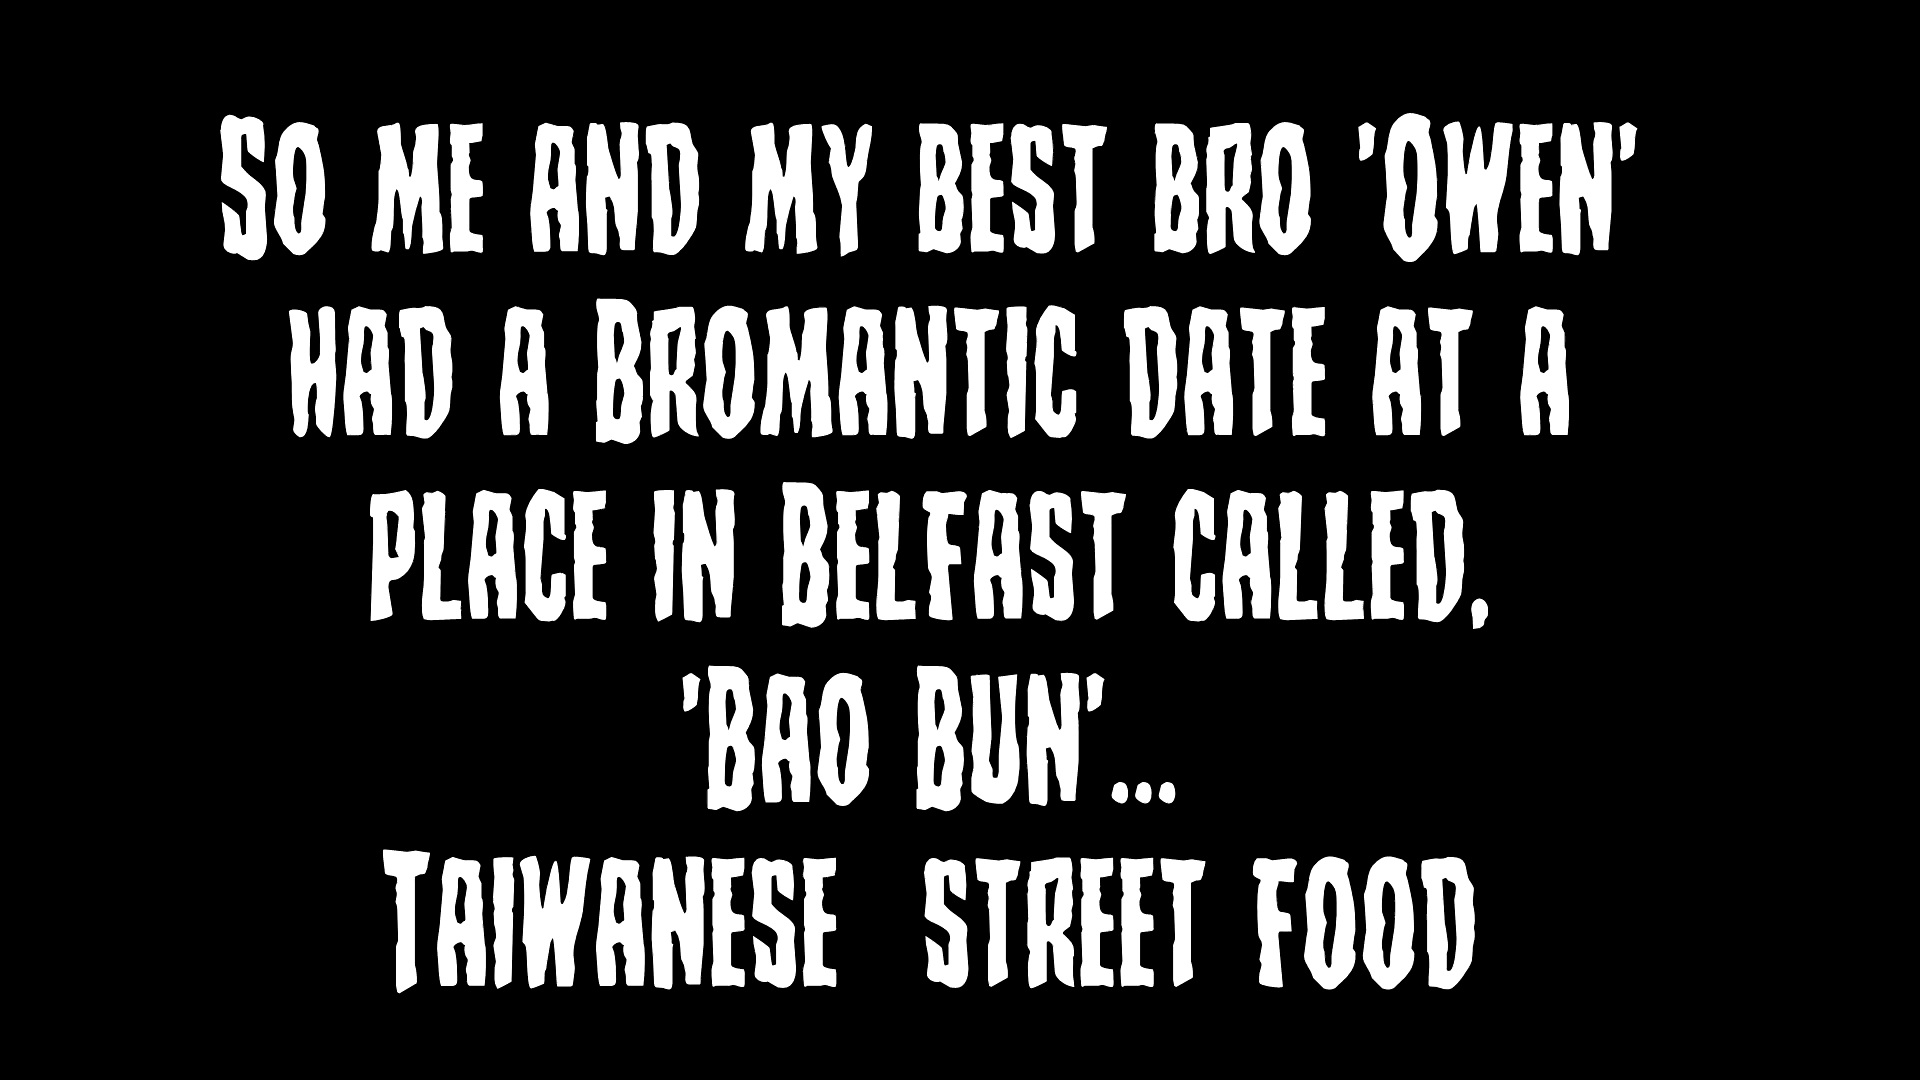 So me and my best bro 'Owen'
had a Bromantic date at a
place in Belfast called,
'Bao Bun'...
Taiwanese  street food